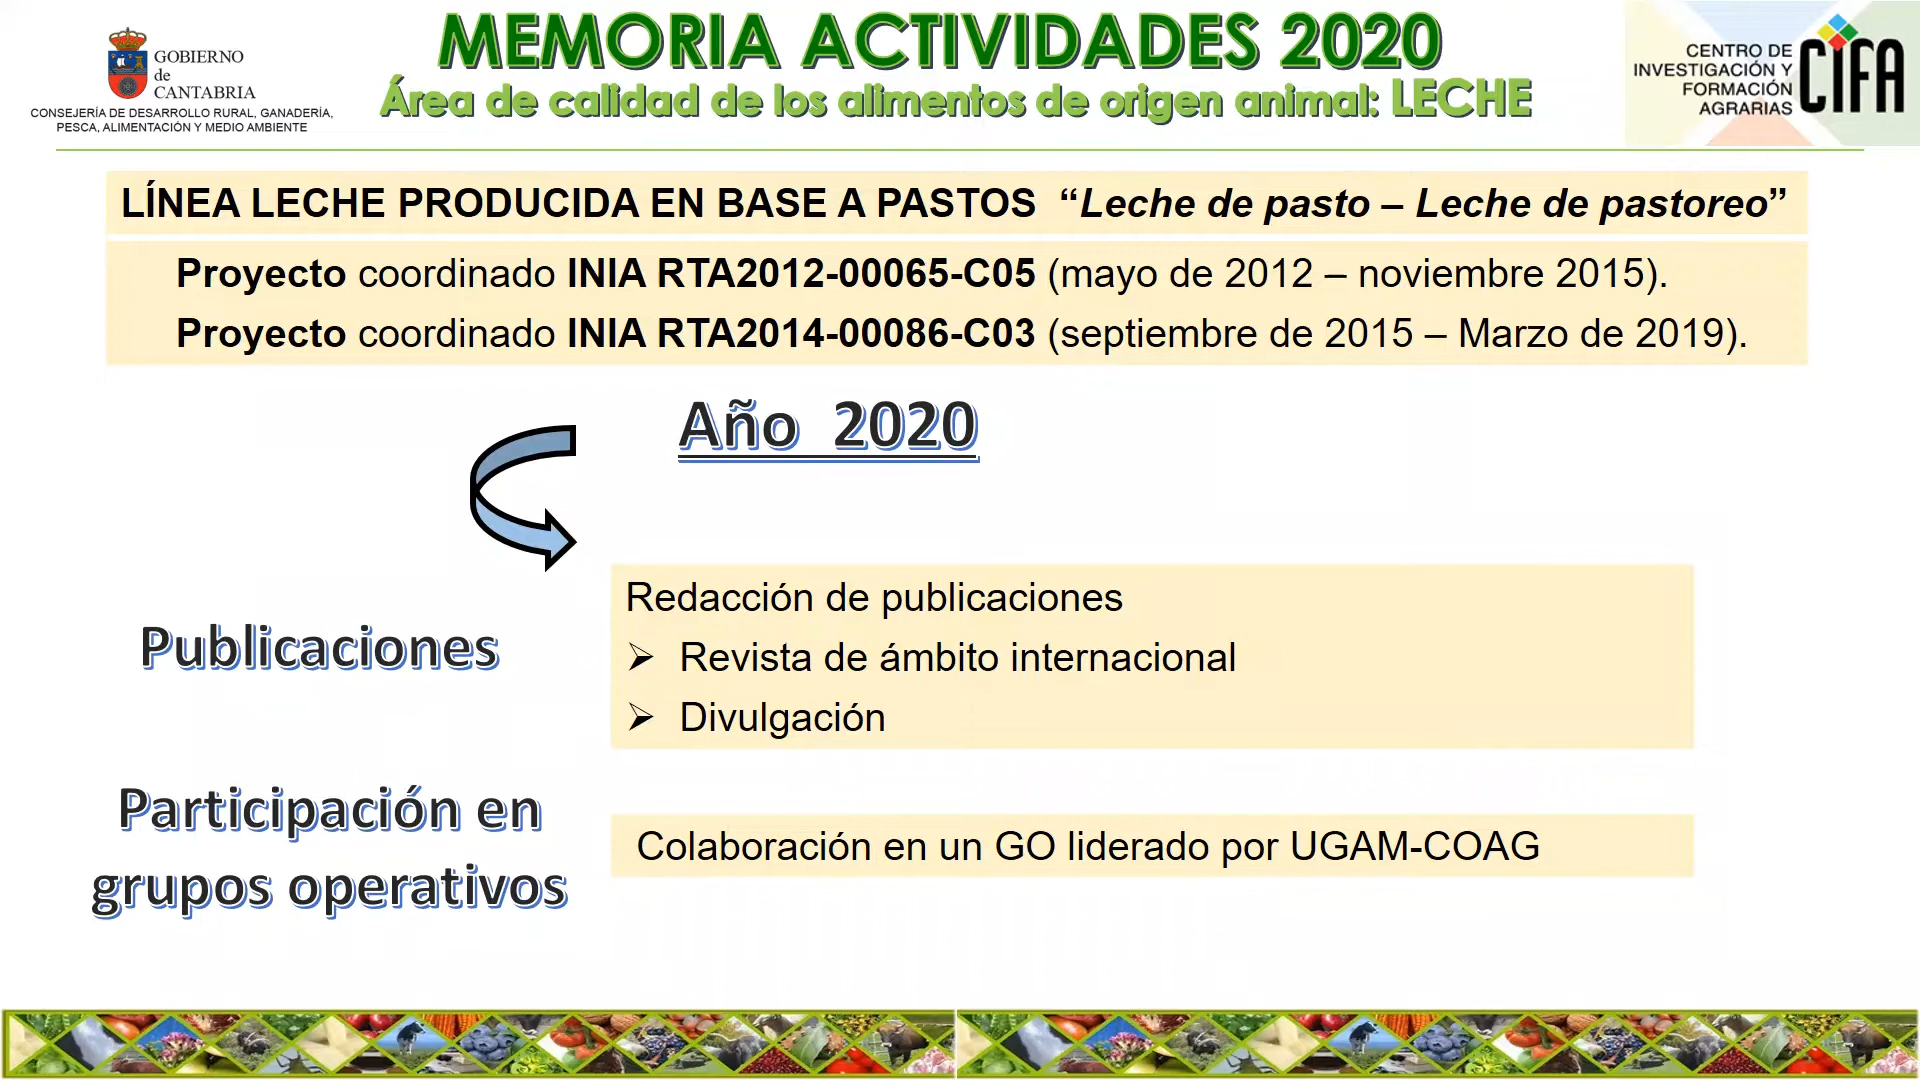 GOBIERNO
de
CANTABRIA
CONSEJERÍA DE DESARROLLO RURAL, GANADERÍA,
PESCA, ALIMENTACIÓN Y MEDIO AMBIENTE
MEMORIA ACTIVIDADES 2020
Área de calidad de los alimentos de origen animal: LECHE
CENTRO DE
INVESTIGACIÓN Y
FORMACIÓN
AGRARIAS
CIFA
LÍNEA LECHE PRODUCIDA EN BASE A PASTOS “Leche de pasto – Leche de pastoreo”
Proyecto coordinado INIA RTA2012-00065-C05 (mayo de 2012 – noviembre 2015).
Proyecto coordinado INIA RTA2014-00086-C03 (septiembre de 2015 – Marzo de 2019).
Año 2020
Publicaciones
Redacción de publicaciones
➢ Revista de ámbito internacional
➢ Divulgación
Participación en
grupos operativos
Colaboración en un GO liderado por UGAM-COAG